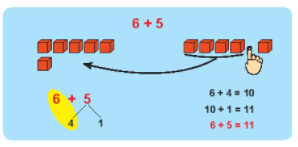 6 + 5
6 + 5
4 1
6 + 4 = 10
10 + 1 = 11
6 + 5 = 11